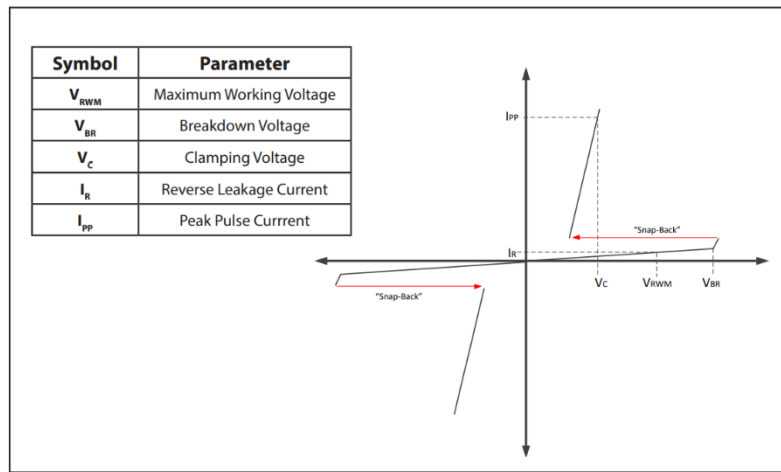 Symbol Parameter
VRWM Maximum Working Voltage
VBR Breakdown Voltage
VC Clamping Voltage
IR Reverse Leakage Current
IPP Peak Pulse Currrent
IPP
"Snap-Back"
IR
VC VRWM VBR
"Snap-Back"